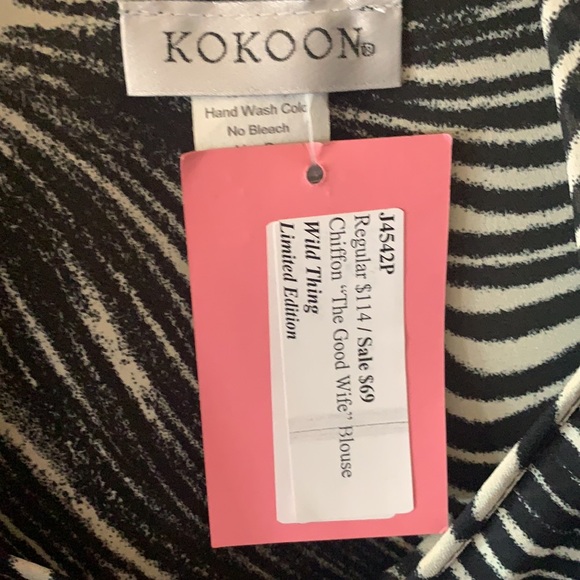 KOKOON®
Hand Wash Cold
No Bleach
J4542P
Regular $114 / Sale $69
Chiffon “The Good Wife” Blouse
Wild Thing
Limited Edition